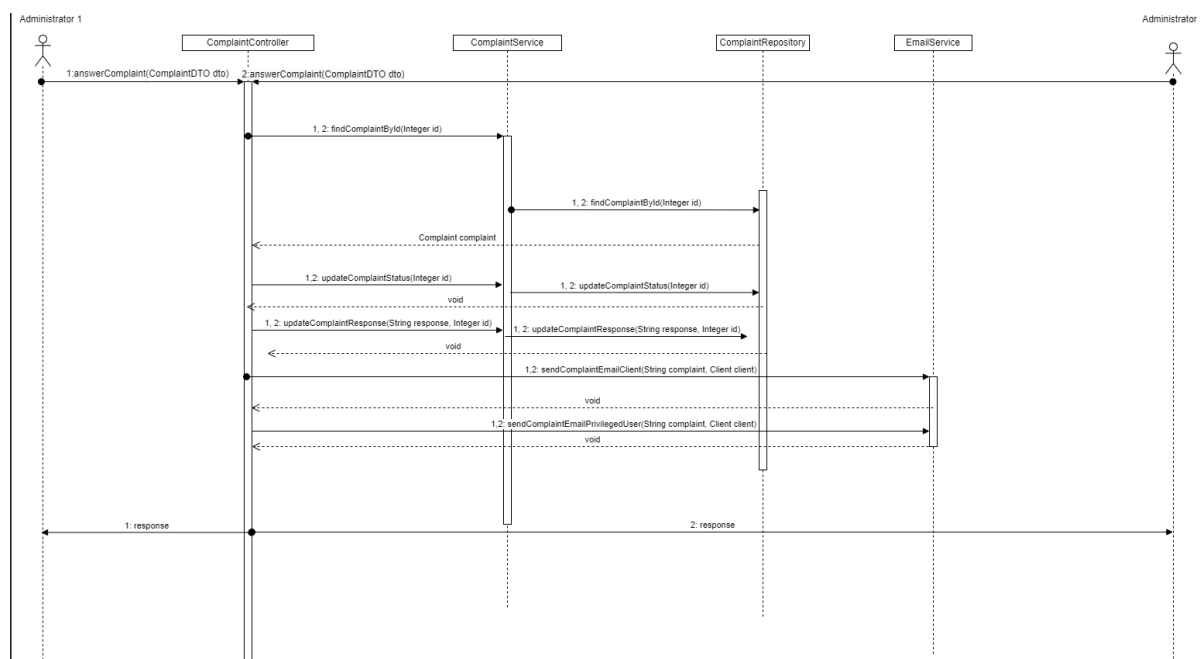 Administrator 1
Administrator
ComplaintController
ComplaintService
ComplaintRepository
EmailService
1:answerComplaint(ComplaintDTO dto)
2:answerComplaint(ComplaintDTO dto)
1, 2: findComplaintById(Integer id)
1, 2: findComplaintById(Integer id)
Complaint complaint
1,2: updateComplaintStatus(Integer id)
1, 2: updateComplaintStatus(Integer id)
void
1, 2: updateComplaintResponse(String response, Integer id)
1, 2: updateComplaintResponse(String response, Integer id)
void
1,2: sendComplaintEmailClient(String complaint, Client client)
void
1,2: sendComplaintEmailPrivilegedUser(String complaint, Client client)
void
1: response
2: response